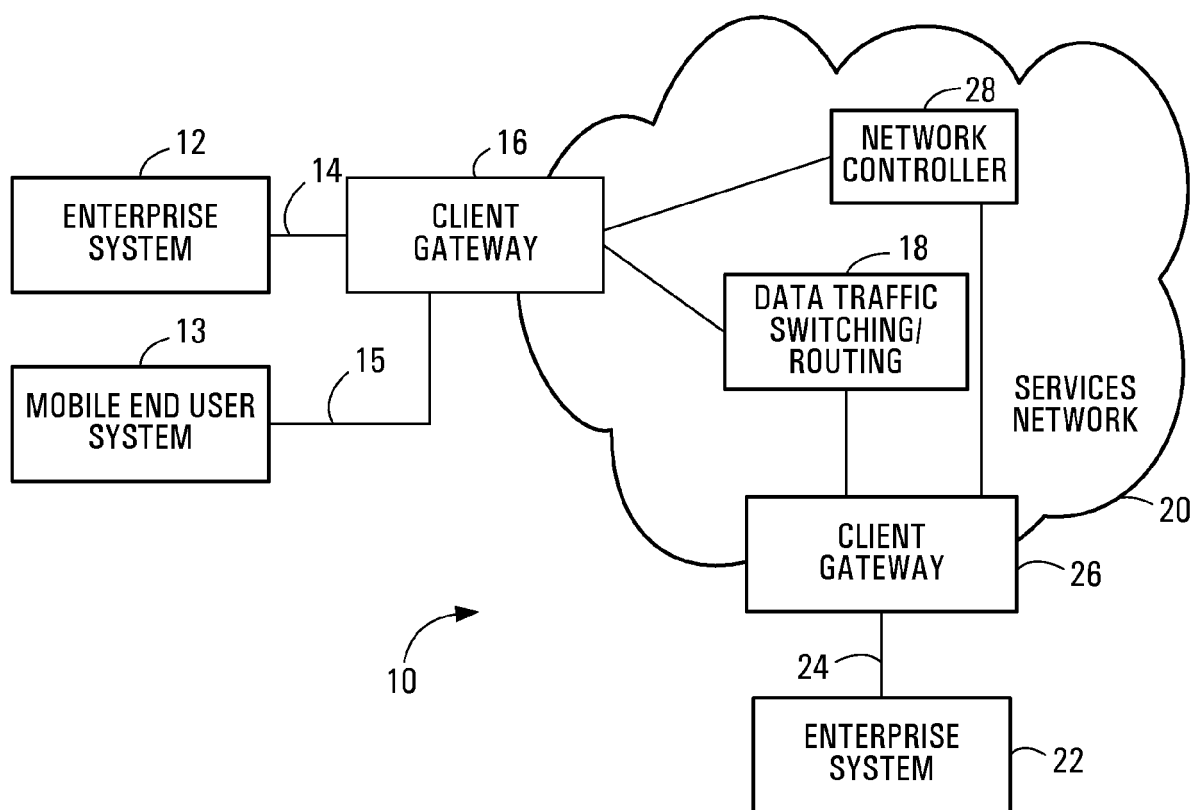 28
NETWORK
CONTROLLER
12
14
16
ENTERPRISE
SYSTEM
CLIENT
GATEWAY
18
DATA TRAFFIC
SWITCHING/
ROUTING
13
15
MOBILE END USER
SYSTEM
SERVICES
NETWORK
20
CLIENT
GATEWAY
26
10
24
ENTERPRISE
SYSTEM
22